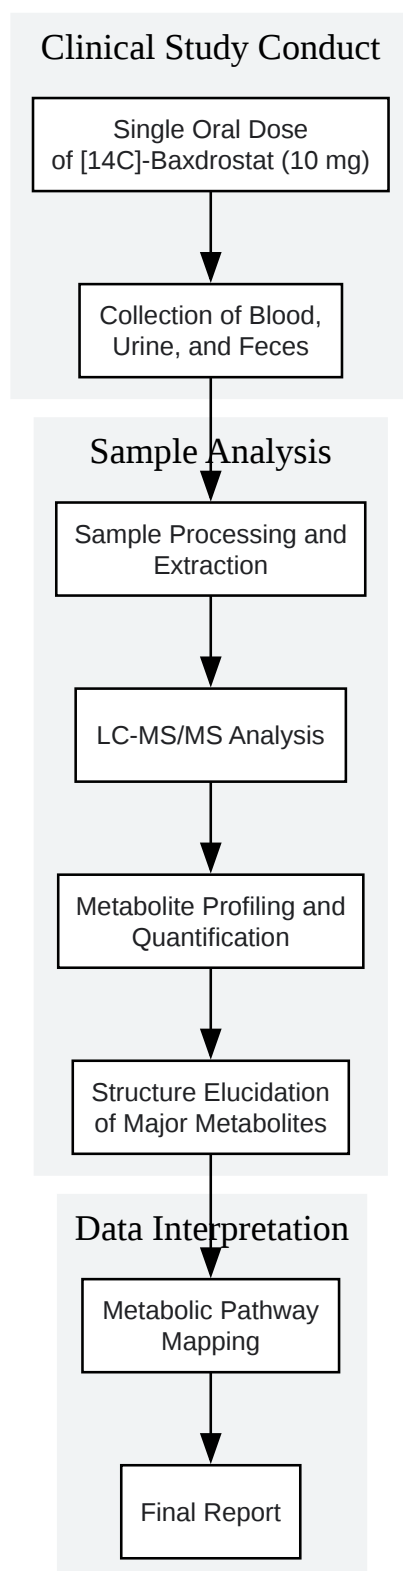 Clinical Study Conduct
Single Oral Dose
of [14C]-Baxdrostat (10 mg)
Collection of Blood,
Urine, and Feces
Sample Analysis
Sample Processing and
Extraction
LC-MS/MS Analysis
Metabolite Profiling and
Quantification
Structure Elucidation
of Major Metabolites
Data Interpretation
Metabolic Pathway
Mapping
Final Report